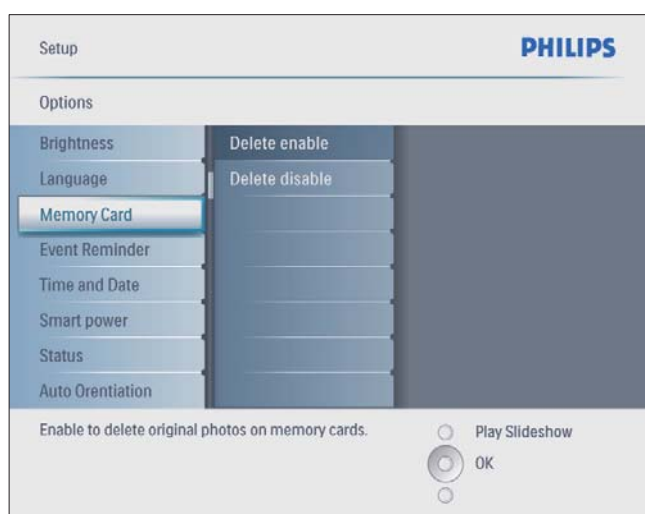 Setup
PHILIPS
Options
Brightness
Delete enable
Language
Delete disable
Memory Card
Event Reminder
Time and Date
Smart power
Status
Auto Orentiation
Enable to delete original photos on memory cards.
Play Slideshow
OK